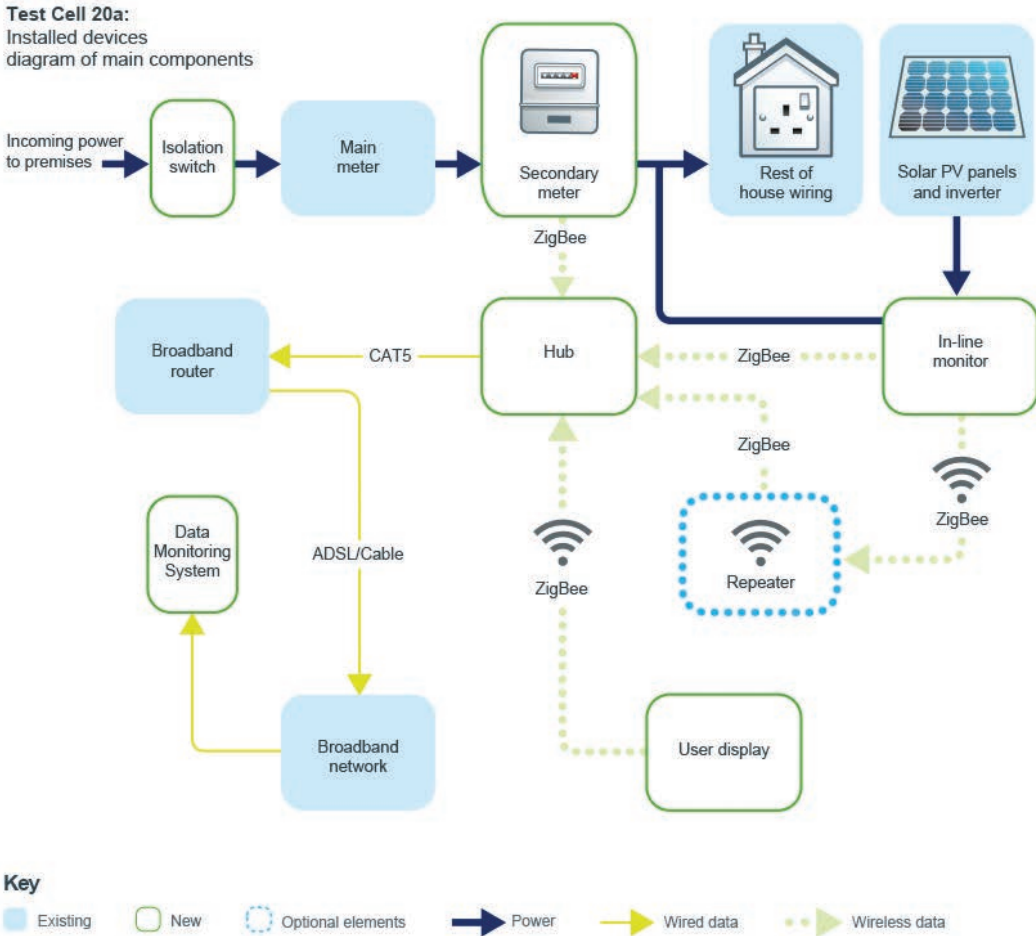 Test Cell 20a:
Installed devices
diagram of main components
Incoming power
to premises
Isolation
switch
Main
meter
Secondary
meter
Rest of
house wiring
Solar PV panels
and inverter
ZigBee
Broadband
router
CAT5
Hub
ZigBee
In-line
monitor
ZigBee
ZigBee
Data
Monitoring
System
ADSL/Cable
ZigBee
Repeater
Broadband
network
User display
Key
Existing
New
Optional elements
Power
Wired data
Wireless data